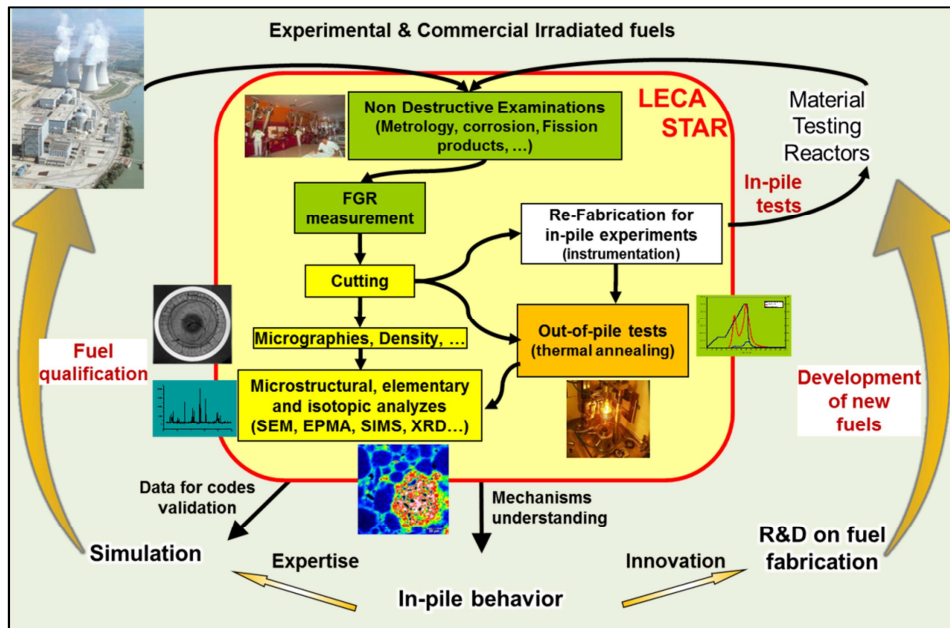 Experimental & Commercial Irradiated fuels
LECA
STAR
Non Destructive Examinations
(Metrology, corrosion, Fission
products, ...)
Material
Testing
Reactors
In-pile
tests
FGR
measurement
Re-Fabrication for
in-pile experiments
(instrumentation)
Cutting
Micrographies, Density, ...
Out-of-pile tests
(thermal annealing)
Fuel
qualification
Microstructural, elementary
and isotopic analyzes
(SEM, EPMA, SIMS, XRD...)
Development
of new
fuels
Data for codes
validation
Mechanisms
understanding
Simulation
Expertise
In-pile behavior
Innovation
R&D on fuel
fabrication